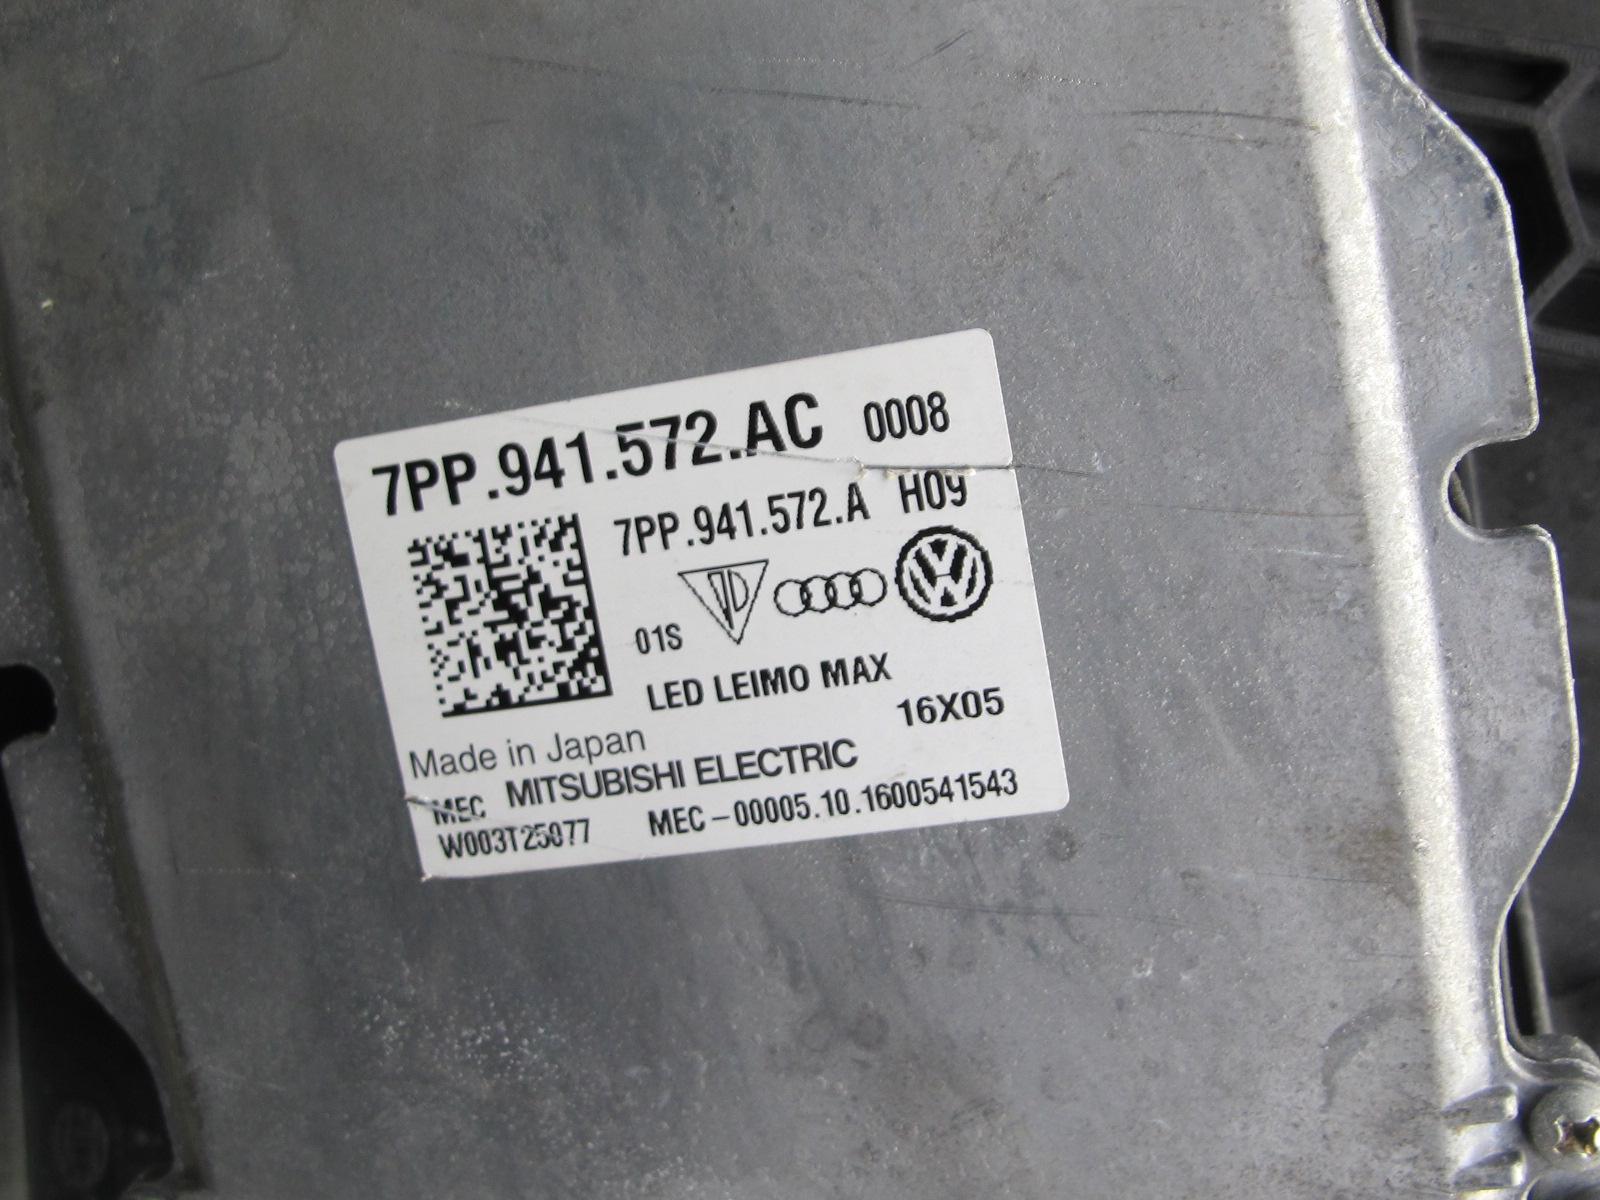 7PP.941.572.AC 0008
7PP.941.572.A H09
01S
LED LEIMO MAX
16X05
Made in Japan
MEC MITSUBISHI ELECTRIC
W003T25077 MEC-00005.10.1600541543